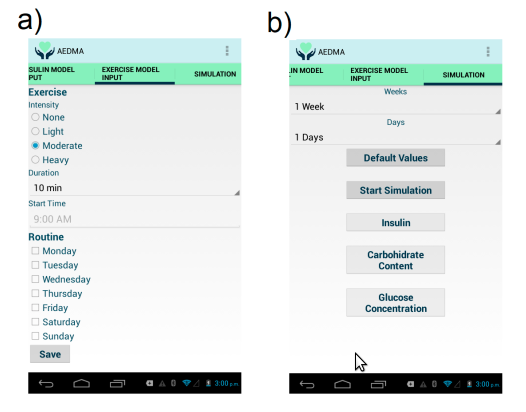 a)
AEDMA
SULIN MODEL
PUT
EXERCISE MODEL
INPUT
SIMULATION
Exercise
Intensity
None
Light
Moderate
Heavy
Duration
10 min
Start Time
9:00 AM
Routine
Monday
Tuesday
Wednesday
Thursday
Friday
Saturday
Sunday
Save
3:00 pm
b)
AEDMA
LIN MODEL
EXERCISE MODEL
INPUT
SIMULATION
Weeks
1 Week
Days
1 Days
Default Values
Start Simulation
Insulin
Carbohidrate
Content
Glucose
Concentration
3:00 pm